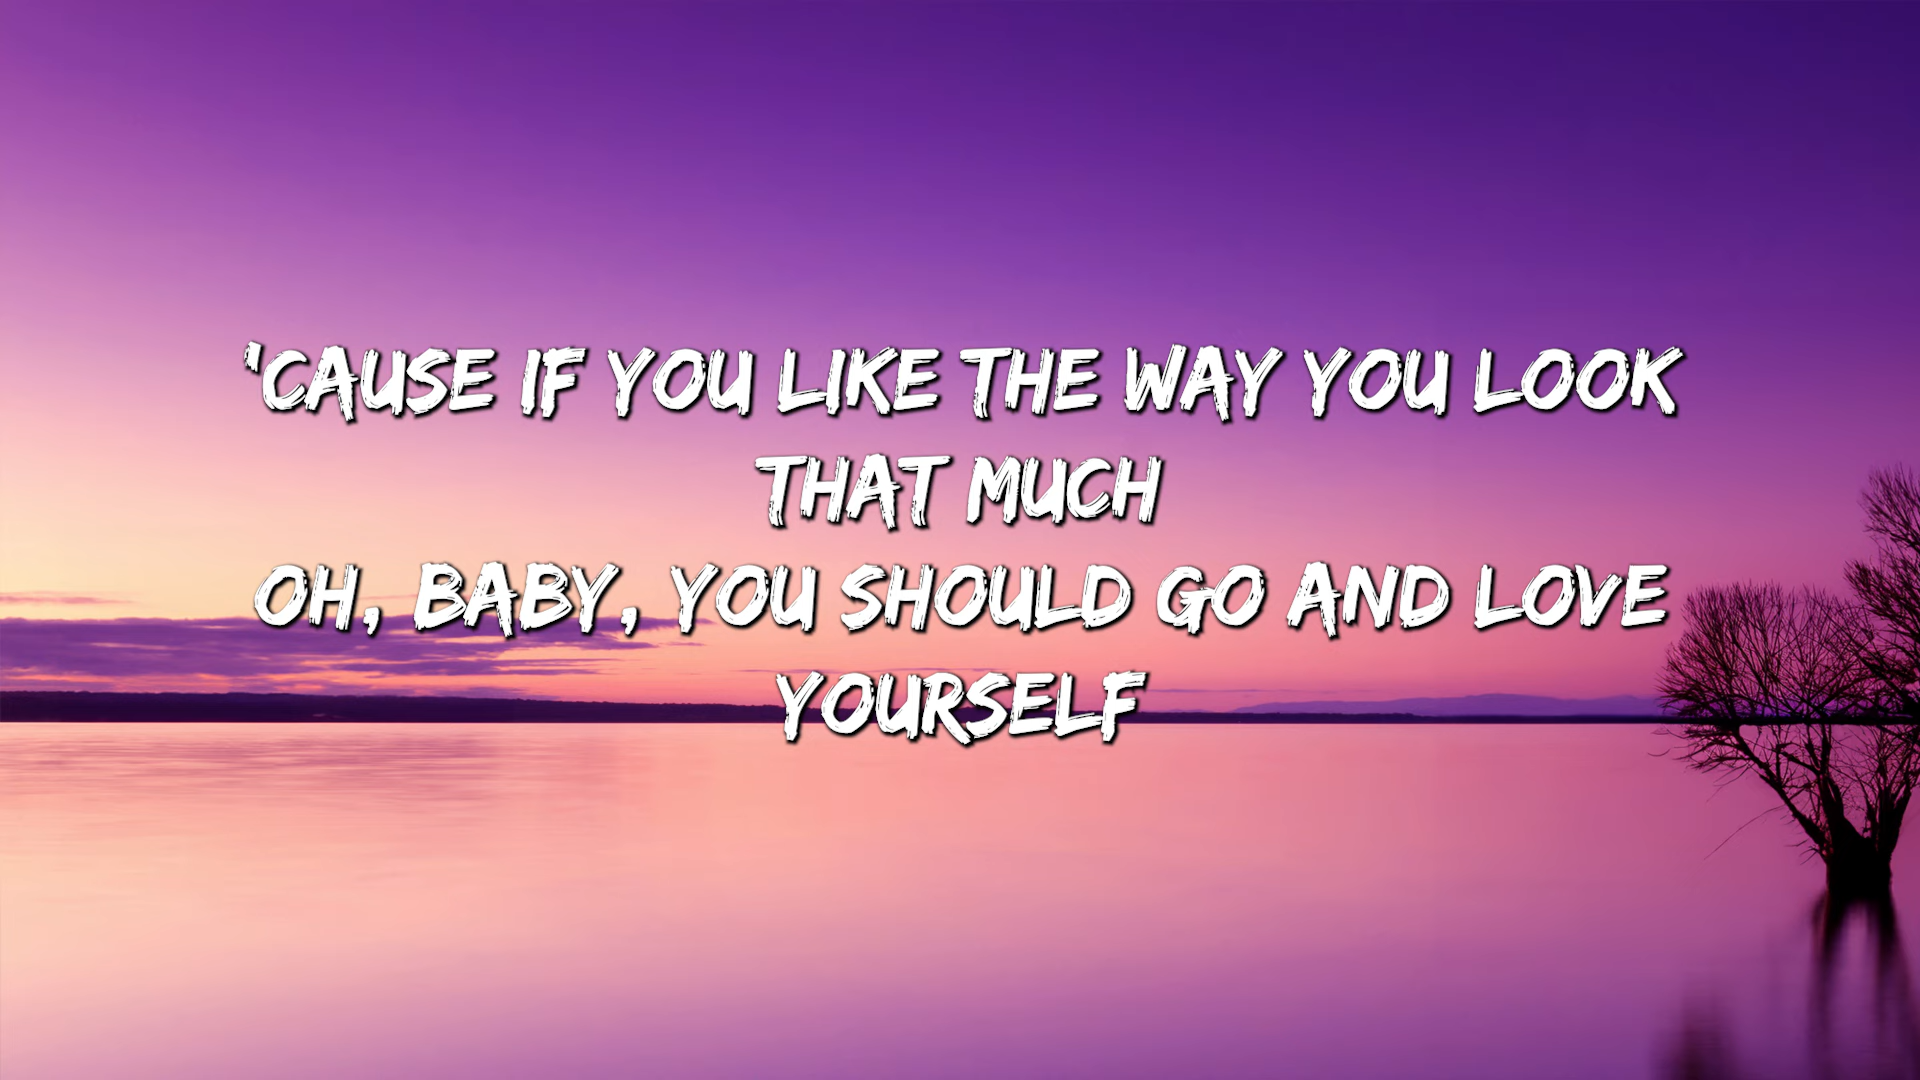 'CAUSE IF YOU LIKE THE WAY YOU LOOK
THAT MUCH
OH, BABY, YOU SHOULD GO AND LOVE
YOURSELF